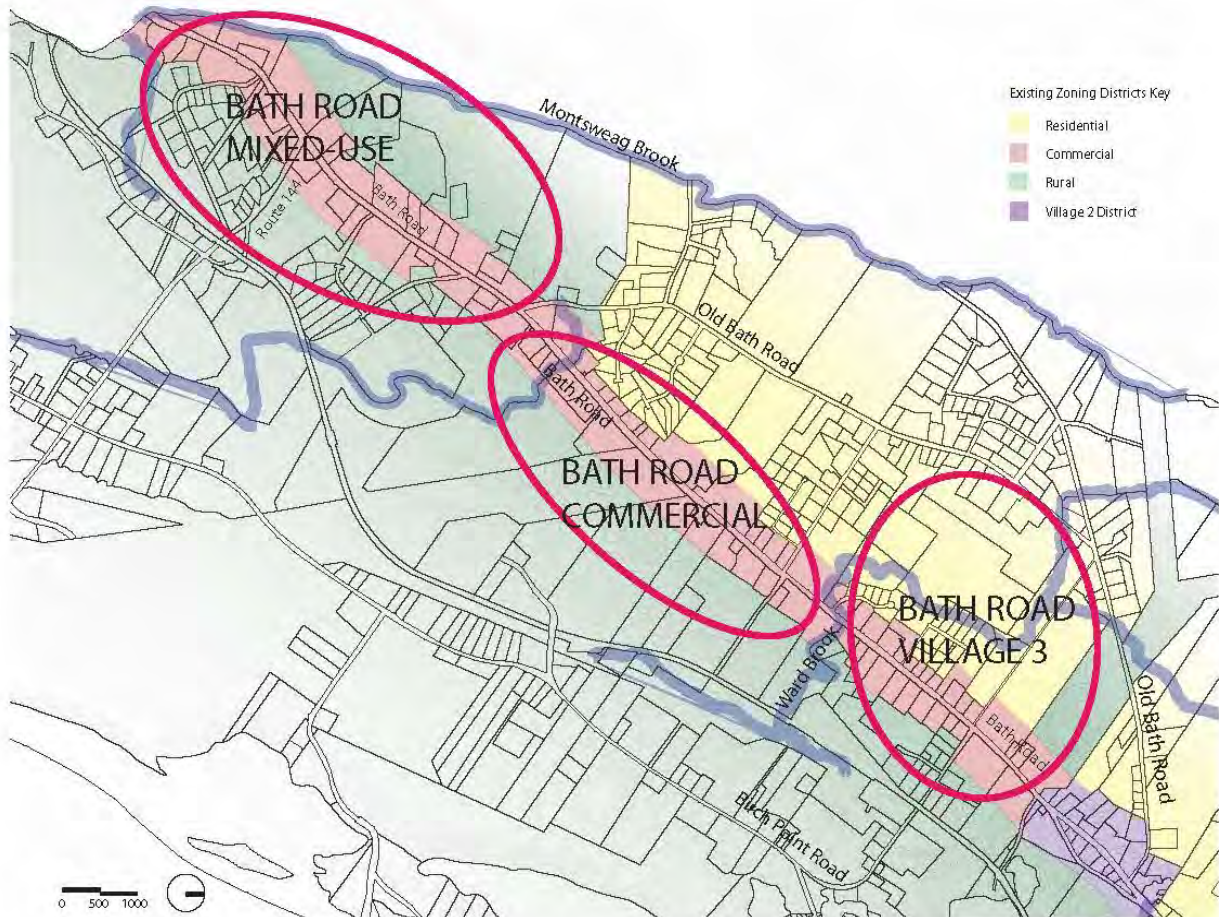 BATH ROAD
MIXED-USE
Montsweag Brook
Existing Zoning Districts Key
Residential
Commercial
Rural
Village 2 District
Bath Road
Route 144
Old Bath Road
Bath Road
BATH ROAD
COMMERCIAL
BATH ROAD
VILLAGE 3
Ward Brook
Bath Road
Old Bath Road
Birch Point Road
0 500 1000